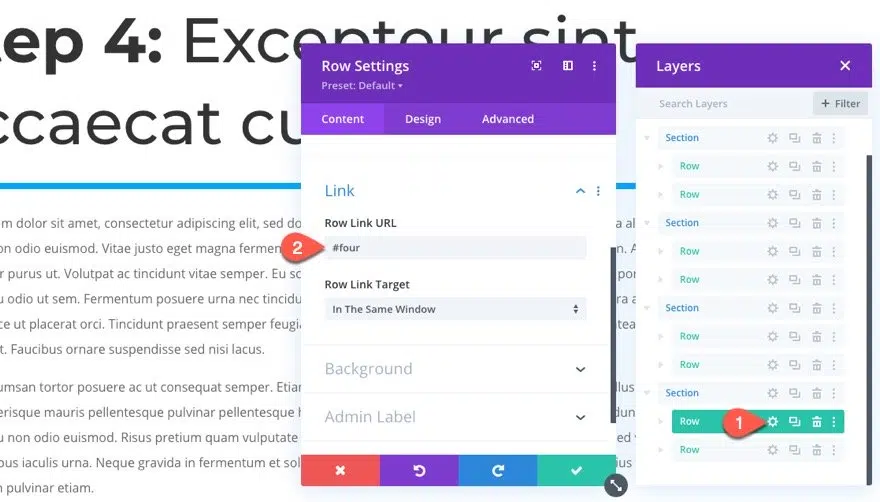 tep 4: Excepteur sint
ccaecat cu
m dolor sit amet, consectetur adipiscing elit, sed do
on odio euismod. Vitae justo eget magna fermen
r purus ut. Volutpat ac tincidunt vitae semper. Eu sc
u odio ut sem. Fermentum posuere urna nec tincidu
ce ut placerat orci. Tincidunt praesent semper feugia
t. Faucibus ornare suspendisse sed nisi lacus.
umsan tortor posuere ac ut consequat semper. Etiar
erisque mauris pellentesque pulvinar pellentesque h
u non odio euismod. Risus pretium quam vulputate
bus iaculis urna. Neque gravida in fermentum et sol
n pulvinar etiam.
Row Settings
Preset: Default
Content Design Advanced
Link
Row Link URL
2
#four
Row Link Target
In The Same Window
Background
Admin Label
Layers
Search Layers
+ Filter
Section
Row
Row
Section
Row
Row
Section
Row
Row
Section
Row
1
Row